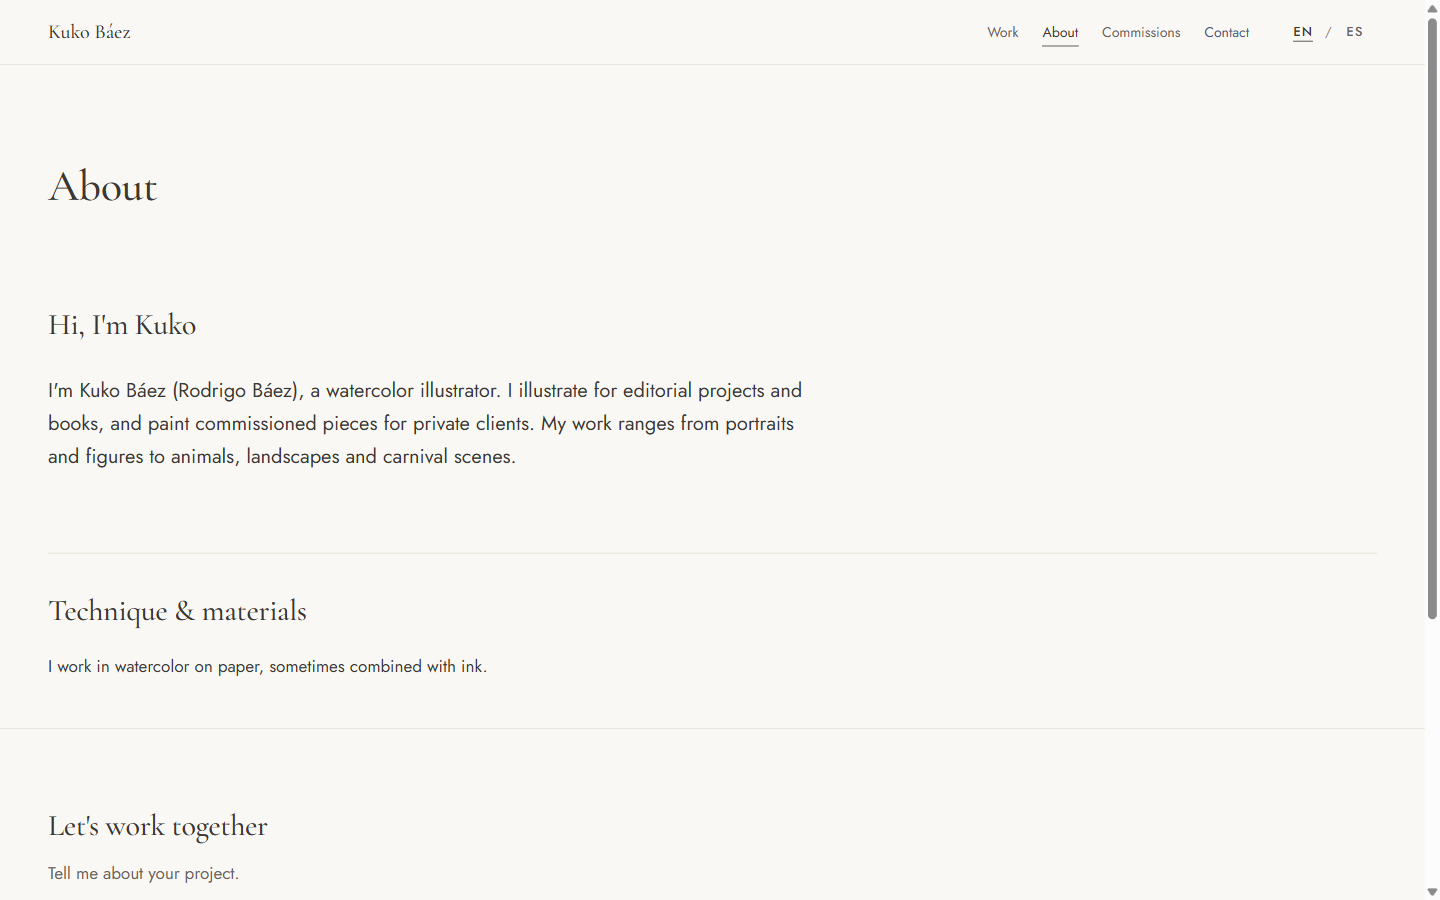 Kuko Báez
Work About Commissions Contact EN / ES
About
Hi, I'm Kuko
I'm Kuko Báez (Rodrigo Báez), a watercolor illustrator. I illustrate for editorial projects and
books, and paint commissioned pieces for private clients. My work ranges from portraits
and figures to animals, landscapes and carnival scenes.
Technique & materials
I work in watercolor on paper, sometimes combined with ink.
Let's work together
Tell me about your project.